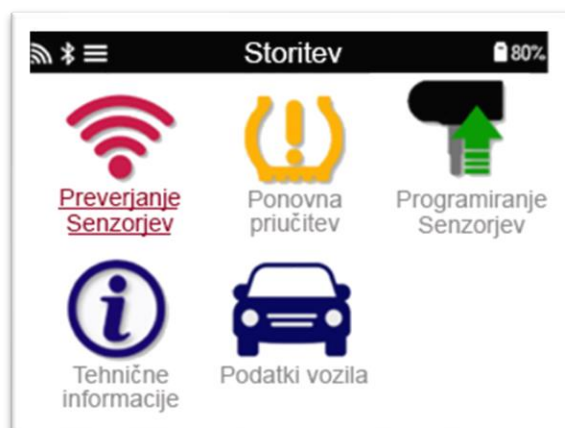 Storitev
80%
Preverjanje
Senzorjev
Ponovna
priučitev
Programiranje
Senzorjev
Tehnične
informacije
Podatki vozila